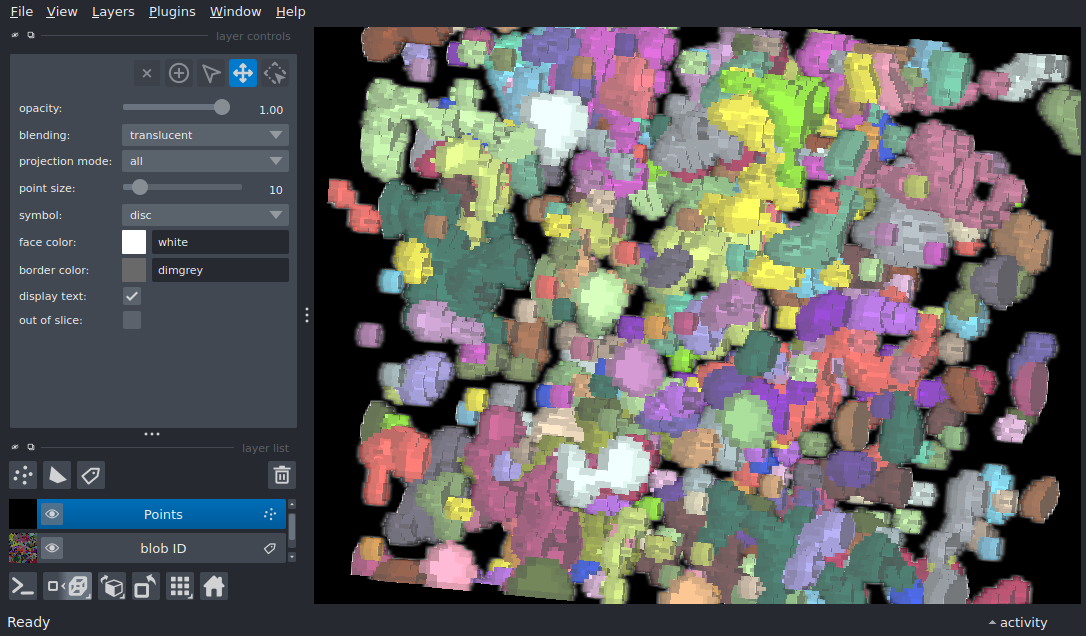 File View Layers Plugins Window Help
layer controls
opacity: 1.00
blending: translucent
projection mode: all
point size: 10
symbol: disc
face color: white
border color: dimgrey
display text:
out of slice:
layer list
Points
blob ID
Ready
activity